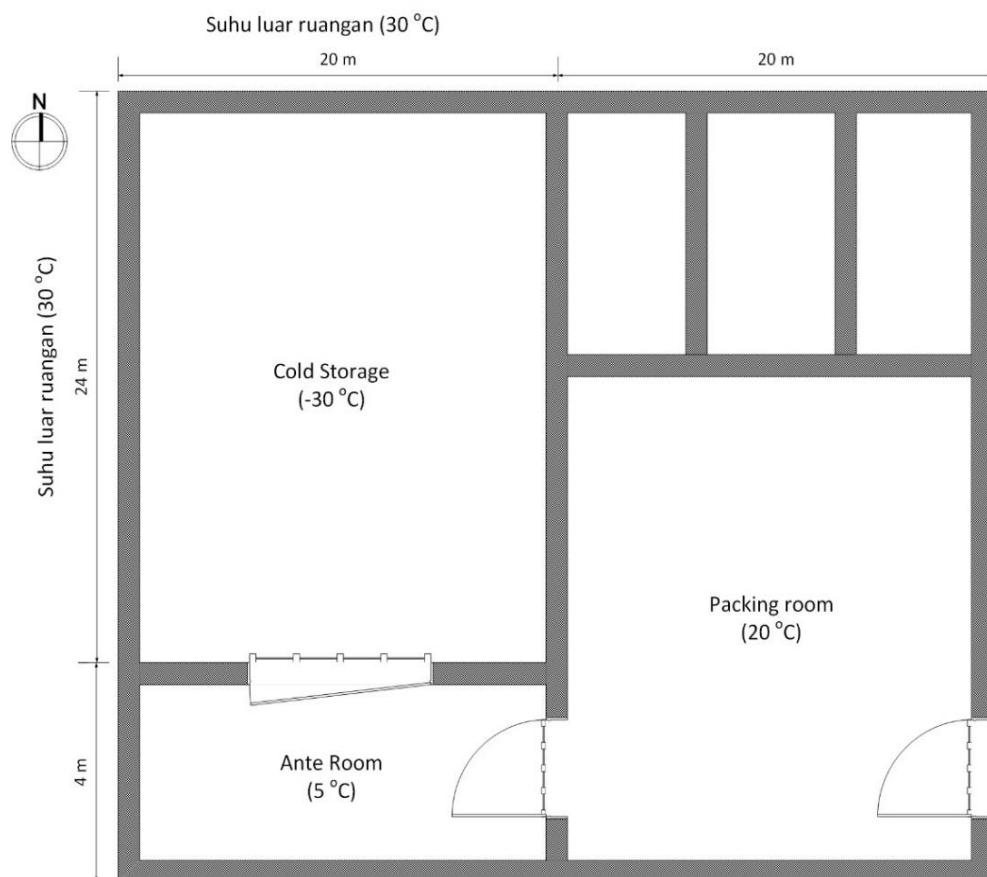 Suhu luar ruangan (30 °C)
20 m
20 m
N
Suhu luar ruangan (30 °C)
24 m
Cold Storage
(-30 °C)
Packing room
(20 °C)
Ante Room
(5 °C)
4 m